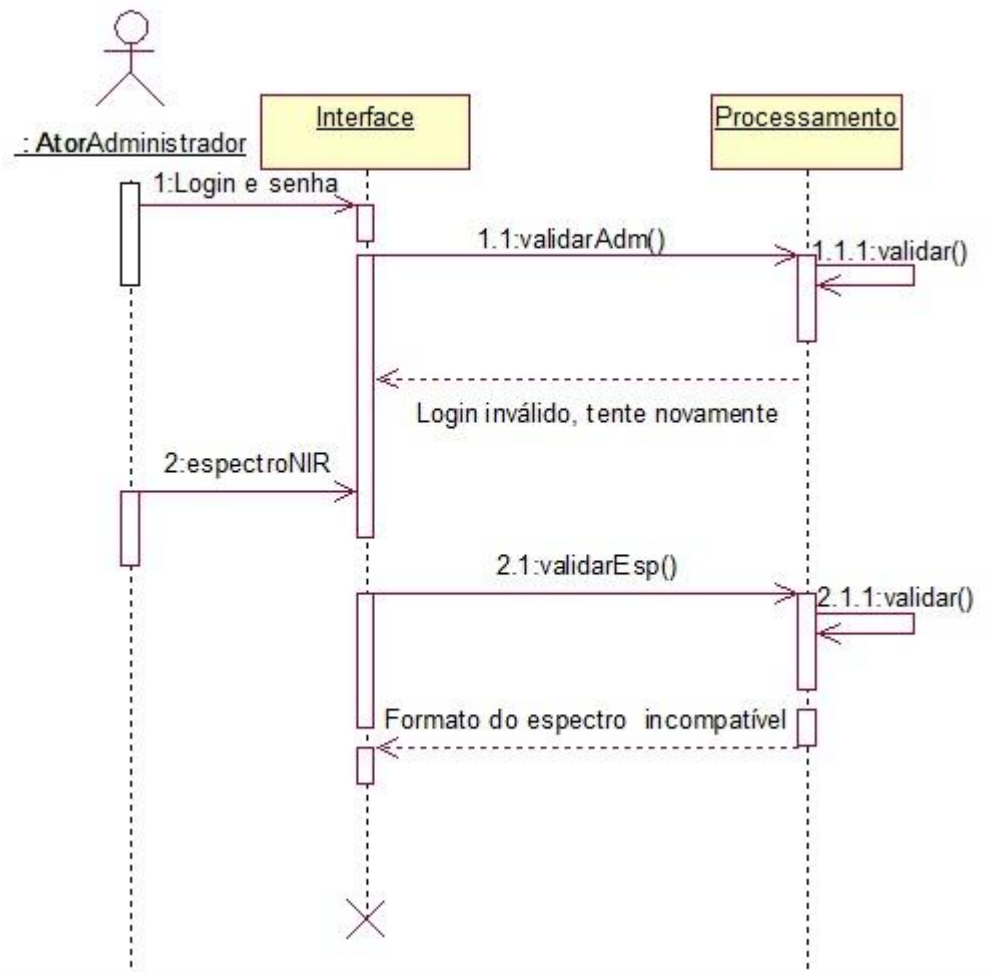 Interface
Processamento
: AtorAdministrador
1:Login e senha
1.1:validarAdm()
1.1.1:validar()
Login inválido, tente novamente
2:espectroNIR
2.1:validarEsp()
2.1.1:validar()
Formato do espectro incompatível